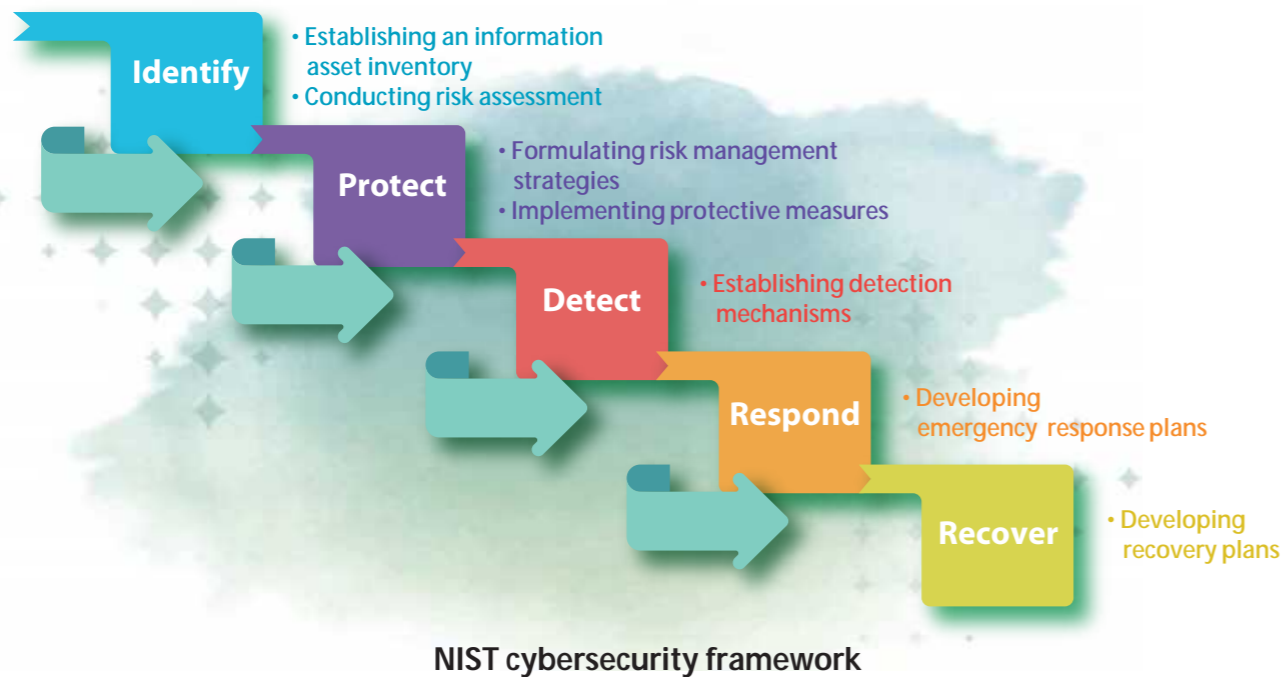 Identify
• Establishing an information
asset inventory
• Conducting risk assessment
Protect
• Formulating risk management
strategies
• Implementing protective measures
Detect
• Establishing detection
mechanisms
Respond
• Developing
emergency response plans
Recover
• Developing
recovery plans
NIST cybersecurity framework